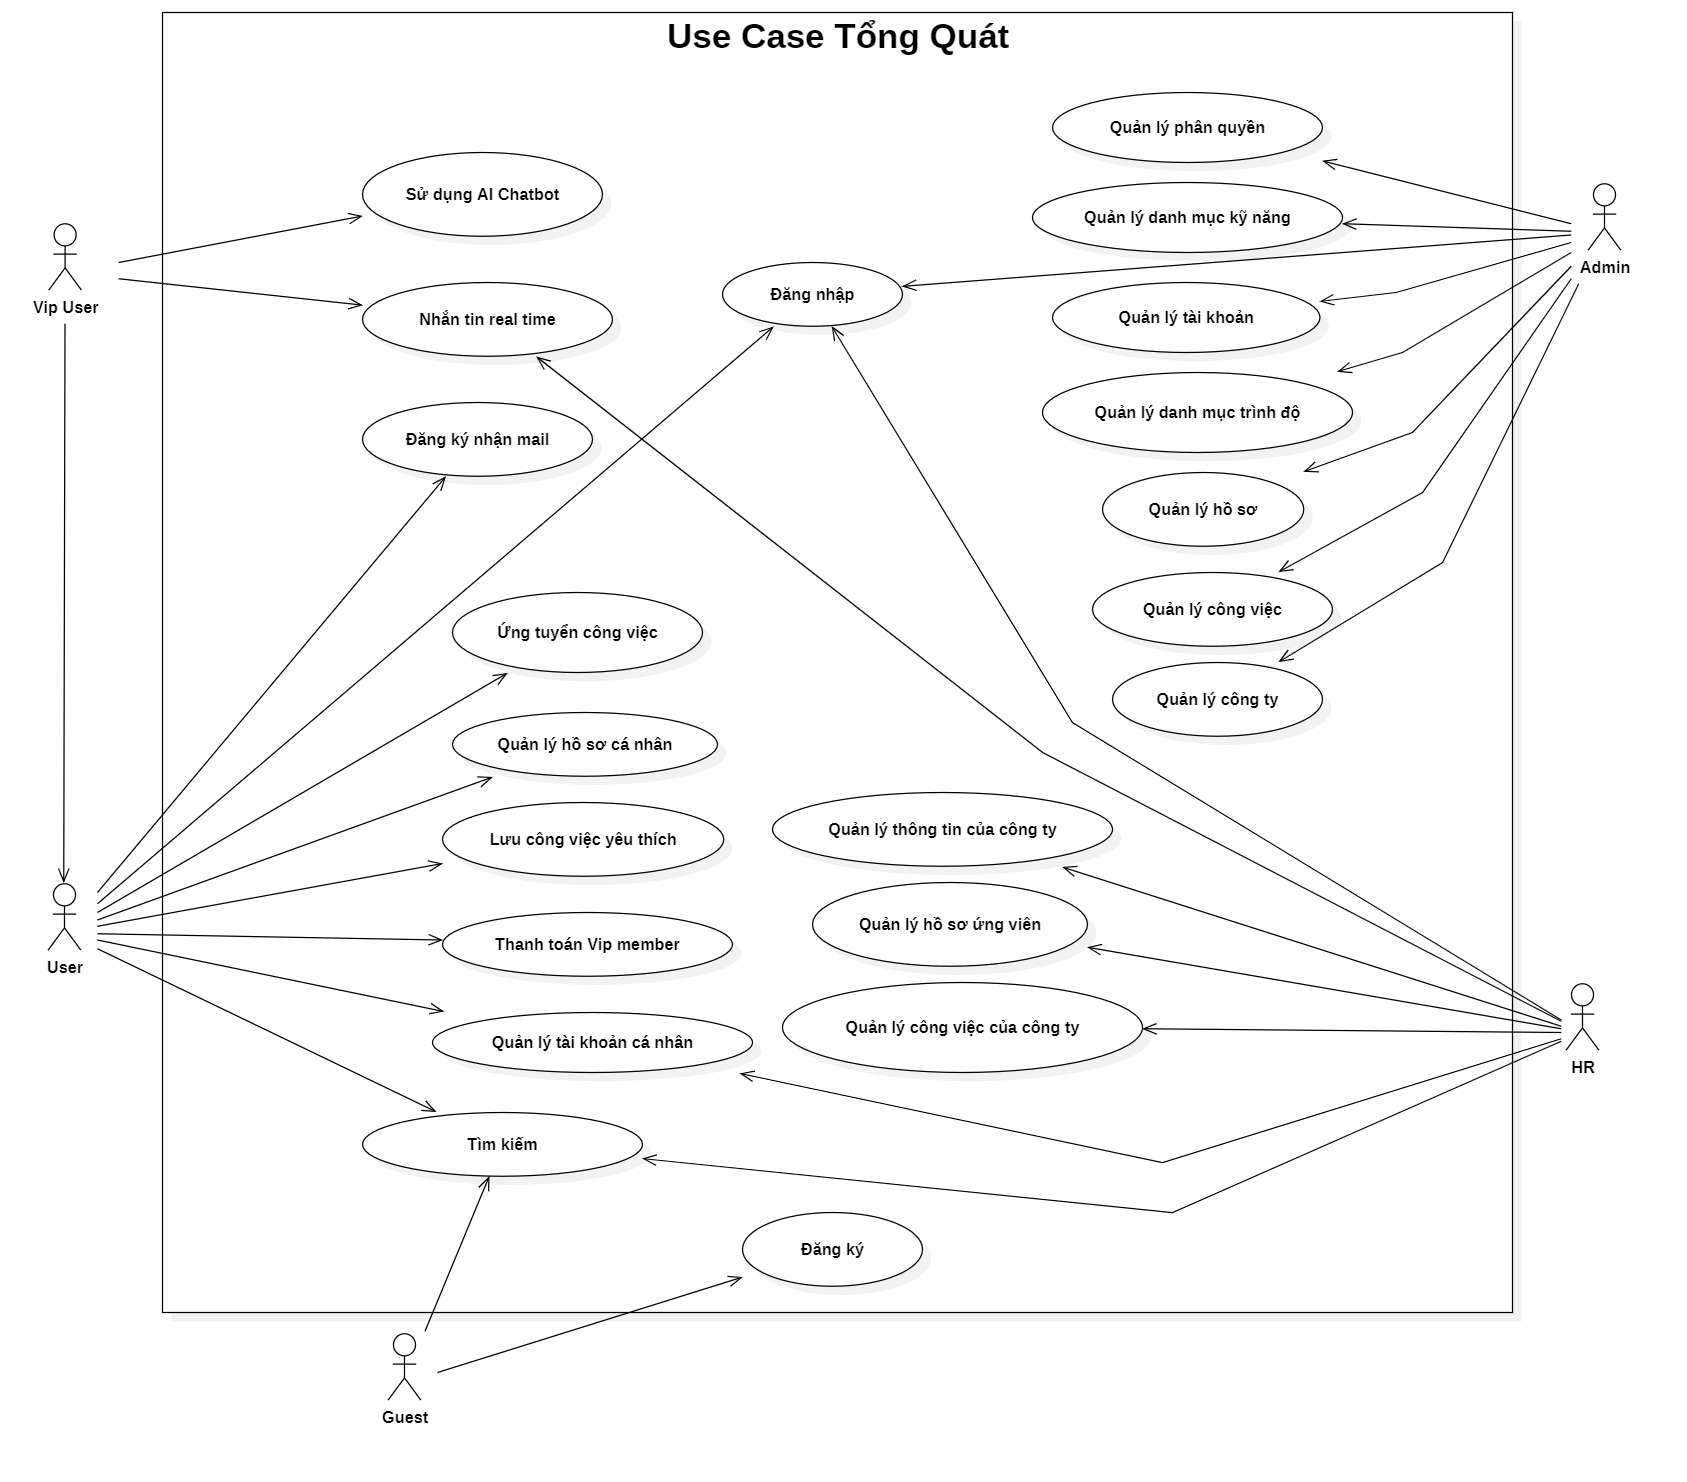 Use Case Tổng Quát
Quản lý phân quyền
Sử dụng AI Chatbot
Quản lý danh mục kỹ năng
Admin
Vip User
Đăng nhập
Nhắn tin real time
Quản lý tài khoản
Quản lý danh mục trình độ
Đăng ký nhận mail
Quản lý hồ sơ
Quản lý công việc
Ứng tuyển công việc
Quản lý công ty
Quản lý hồ sơ cá nhân
Quản lý thông tin của công ty
Lưu công việc yêu thích
Quản lý hồ sơ ứng viên
Thanh toán Vip member
User
Quản lý công việc của công ty
Quản lý tài khoản cá nhân
HR
Tìm kiếm
Đăng ký
Guest